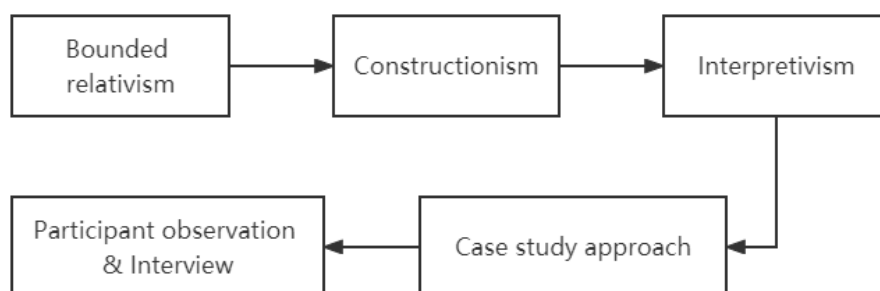 Bounded
relativism
Constructionism
Interpretivism
Participant observation
& Interview
Case study approach